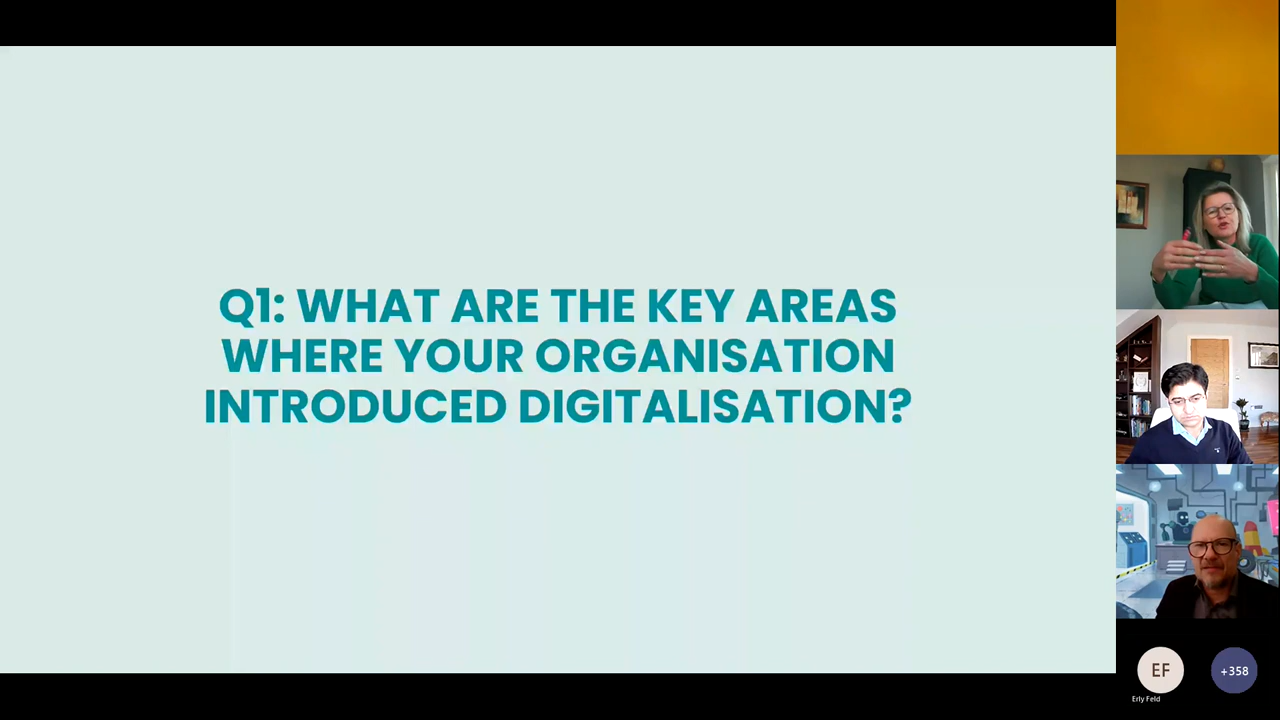 Q1: WHAT ARE THE KEY AREAS
WHERE YOUR ORGANISATION
INTRODUCED DIGITALISATION?
EF
+358
Erly Feld